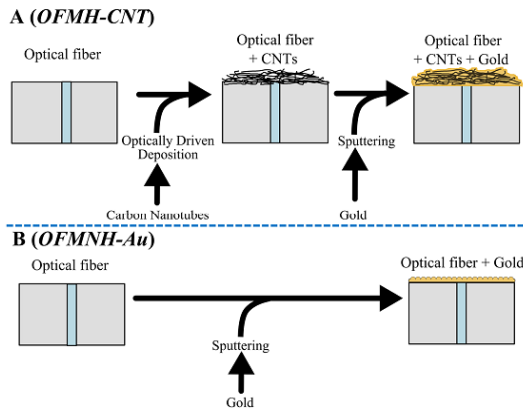 A (OFMH-CNT)
Optical fiber
Optical fiber
+ CNTs
Optical fiber
+ CNTs + Gold
Optically Driven
Deposition
Sputtering
Carbon Nanotubes
Gold
B (OFMNH-Au)
Optical fiber
Optical fiber + Gold
Sputtering
Gold